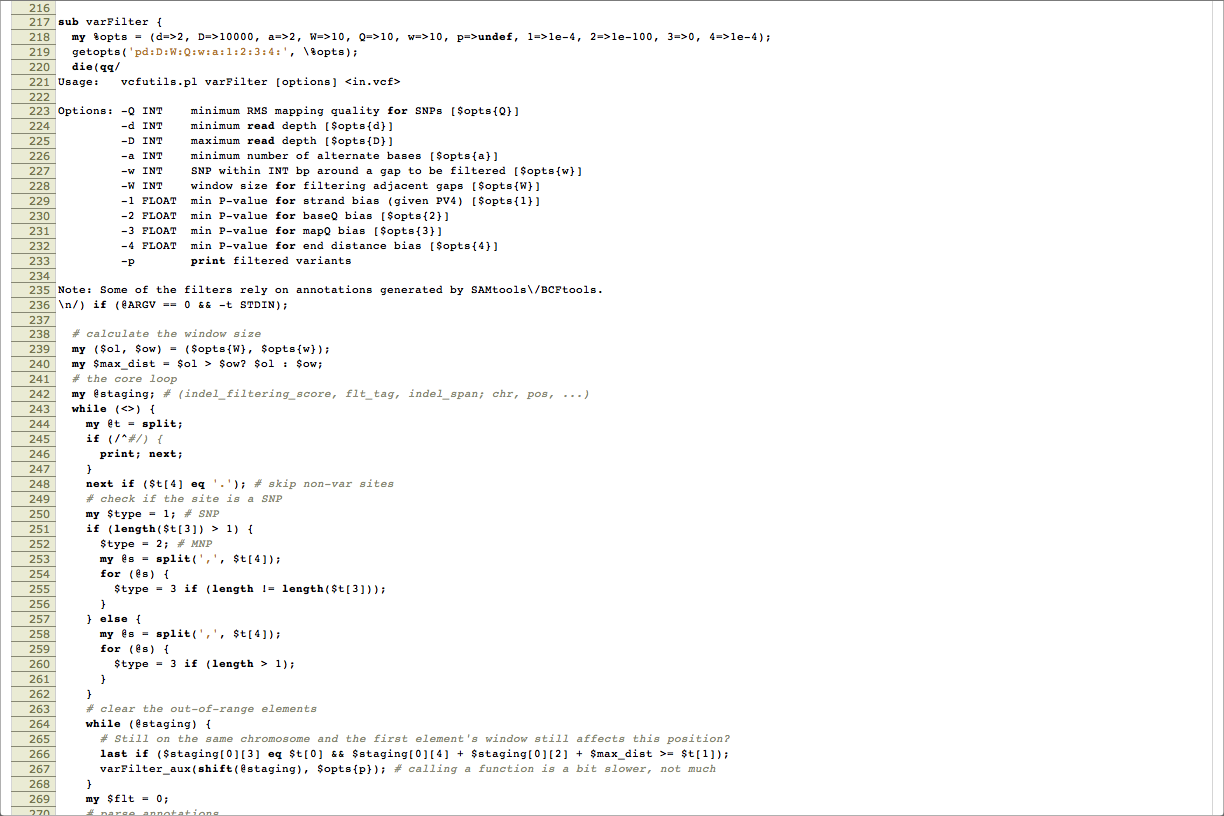 216
217 sub varFilter {
218   my %opts = (d=>2, D=>10000, a=>2, W=>10, Q=>10, w=>10, p=>undef, 1=>1e-4, 2=>1e-100, 3=>0, 4=>1e-4);
219   getopts('pd:D:W:Q:w:a:1:2:3:4:', \%opts);
220   die(qq/
221 Usage:   vcfutils.pl varFilter [options] <in.vcf>
222
223 Options: -Q INT    minimum RMS mapping quality for SNPs [$opts{Q}]
224          -d INT    minimum read depth [$opts{d}]
225          -D INT    maximum read depth [$opts{D}]
226          -a INT    minimum number of alternate bases [$opts{a}]
227          -w INT    SNP within INT bp around a gap to be filtered [$opts{w}]
228          -W INT    window size for filtering adjacent gaps [$opts{W}]
229          -1 FLOAT  min P-value for strand bias (given PV4) [$opts{1}]
230          -2 FLOAT  min P-value for baseQ bias [$opts{2}]
231          -3 FLOAT  min P-value for mapQ bias [$opts{3}]
232          -4 FLOAT  min P-value for end distance bias [$opts{4}]
233          -p        print filtered variants
234
235 Note: Some of the filters rely on annotations generated by SAMtools\/BCFtools.
236 \n/) if (@ARGV == 0 && -t STDIN);
237
238   # calculate the window size
239   my ($ol, $ow) = ($opts{W}, $opts{w});
240   my $max_dist = $ol > $ow? $ol : $ow;
241   # the core loop
242   my @staging; # (indel_filtering_score, flt_tag, indel_span; chr, pos, ...)
243   while (<>) {
244     my @t = split;
245     if (/^#/) {
246       print; next;
247     }
248     next if ($t[4] eq '.'); # skip non-var sites
249     # check if the site is a SNP
250     my $type = 1; # SNP
251     if (length($t[3]) > 1) {
252       $type = 2; # MNP
253       my @s = split(',', $t[4]);
254       for (@s) {
255         $type = 3 if (length != length($t[3]));
256       }
257     } else {
258       my @s = split(',', $t[4]);
259       for (@s) {
260         $type = 3 if (length > 1);
261       }
262     }
263     # clear the out-of-range elements
264     while (@staging) {
265       # Still on the same chromosome and the first element's window still affects this position?
266       last if ($staging[0][3] eq $t[0] && $staging[0][4] + $staging[0][2] + $max_dist >= $t[1]);
267       varFilter_aux(shift(@staging), $opts{p}); # calling a function is a bit slower, not much
268     }
269     my $flt = 0;
270     # parse annotations